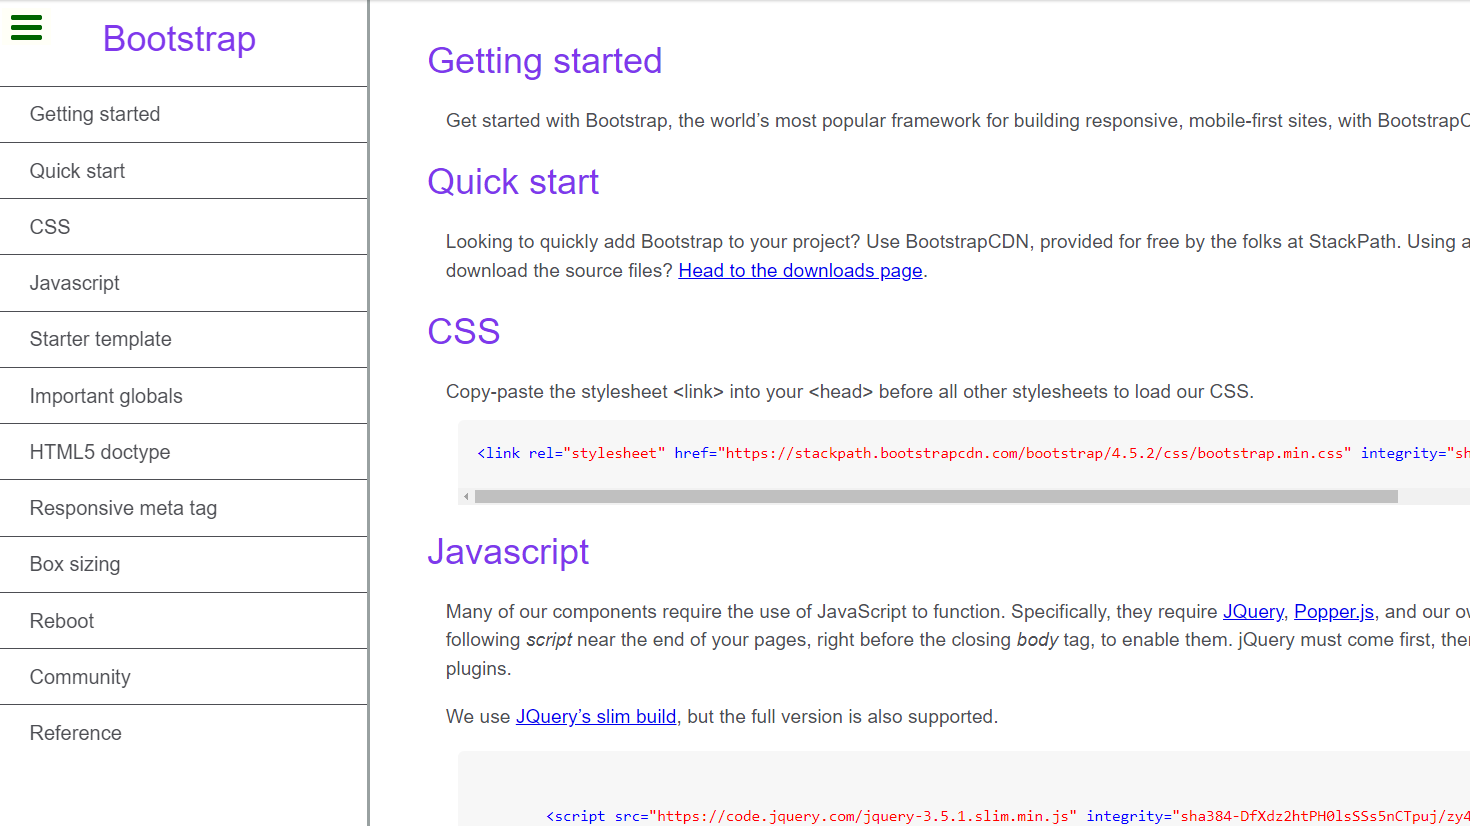 Bootstrap
Getting started
Quick start
CSS
Javascript
Starter template
Important globals
HTML5 doctype
Responsive meta tag
Box sizing
Reboot
Community
Reference
Getting started
Get started with Bootstrap, the world’s most popular framework for building responsive, mobile-first sites, with
Quick start
Looking to quickly add Bootstrap to your project? Use BootstrapCDN, provided for free by the folks at StackPath. Using a
download the source files? Head to the downloads page.
CSS
Copy-paste the stylesheet <link> into your <head> before all other stylesheets to load our CSS.
<link rel="stylesheet" href="https://stackpath.bootstrapcdn.com/bootstrap/4.5.2/css/bootstrap.min.css" integrity="sh
Javascript
Many of our components require the use of JavaScript to function. Specifically, they require JQuery, Popper.js, and our
following script near the end of your pages, right before the closing body tag, to enable them. jQuery must come first,
plugins.
We use JQuery’s slim build, but the full version is also supported.
<script src="https://code.jquery.com/jquery-3.5.1.slim.min.js" integrity="sha384-DfXdz2htPH0lsSSs5nCTpuj/zy4